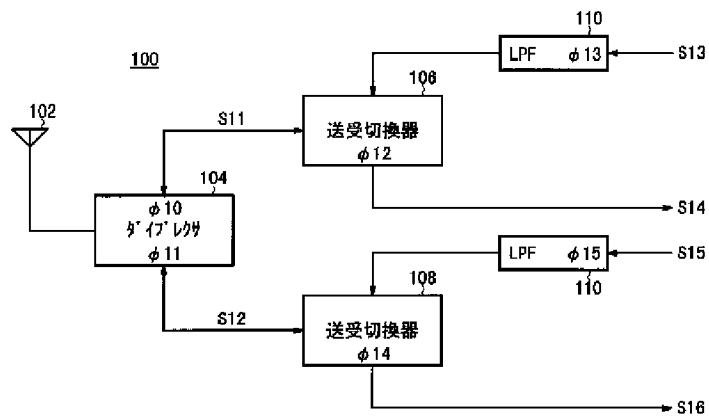 110
100
LPF φ13
S13
106
102
S11
送受切換器
φ12
104
S14
φ10
ダイプレクサ
φ11
LPF φ15
S15
108
110
S12
送受切換器
φ14
S16